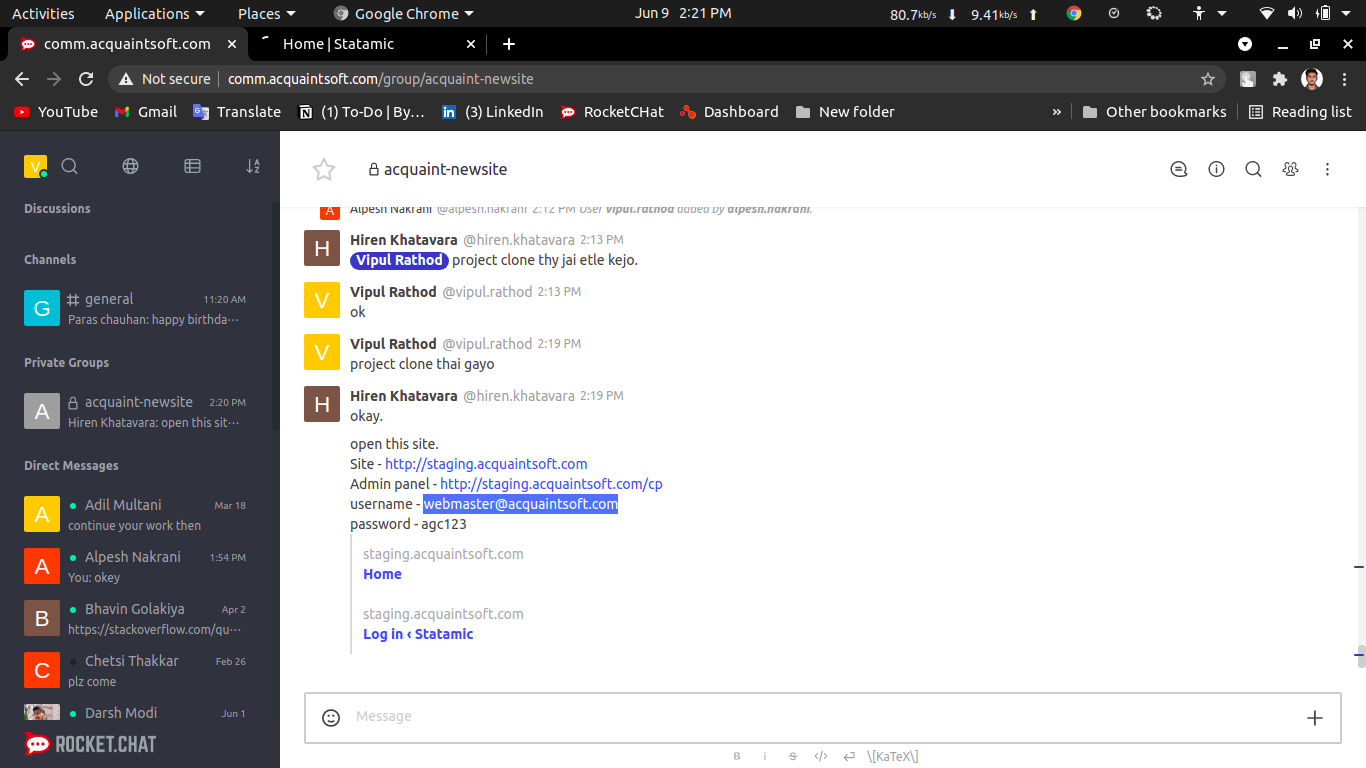 Activities Applications Places Google Chrome Jun 9 2:21 PM 80.7kb/s 9.41kb/s
comm.acquaintsoft.com Home | Statamic
Not secure comm.acquaintsoft.com/group/acquaint-newsite
YouTube Gmail Translate (1) To-Do | By… (3) LinkedIn RocketCHat Dashboard New folder » Other bookmarks Reading list
V
Discussions
Channels
G general 11:20 AM
Paras chauhan: happy birthda…
Private Groups
A acquaint-newsite 2:20 PM
Hiren Khatavara: open this sit…
Direct Messages
A Adil Multani Mar 18
continue your work then
A Alpesh Nakrani 1:54 PM
You: okey
B Bhavin Golakiya Apr 2
https://stackoverflow.com/qu…
C Chetsi Thakkar Feb 26
plz come
Darsh Modi Jun 1
ROCKET.CHAT
acquaint-newsite
A Alpesh Nakrani @alpesh.nakrani 2:12 PM User vipul.rathod added by alpesh.nakrani.
H Hiren Khatavara @hiren.khatavara 2:13 PM
Vipul Rathod project clone thy jai etle kejo.
V Vipul Rathod @vipul.rathod 2:13 PM
ok
V Vipul Rathod @vipul.rathod 2:19 PM
project clone thai gayo
H Hiren Khatavara @hiren.khatavara 2:19 PM
okay.
open this site.
Site - http://staging.acquaintsoft.com
Admin panel - http://staging.acquaintsoft.com/cp
username - webmaster@acquaintsoft.com
password - agc123
staging.acquaintsoft.com
Home
staging.acquaintsoft.com
Log in ‹ Statamic
Message
B i S </> \[KaTeX\]